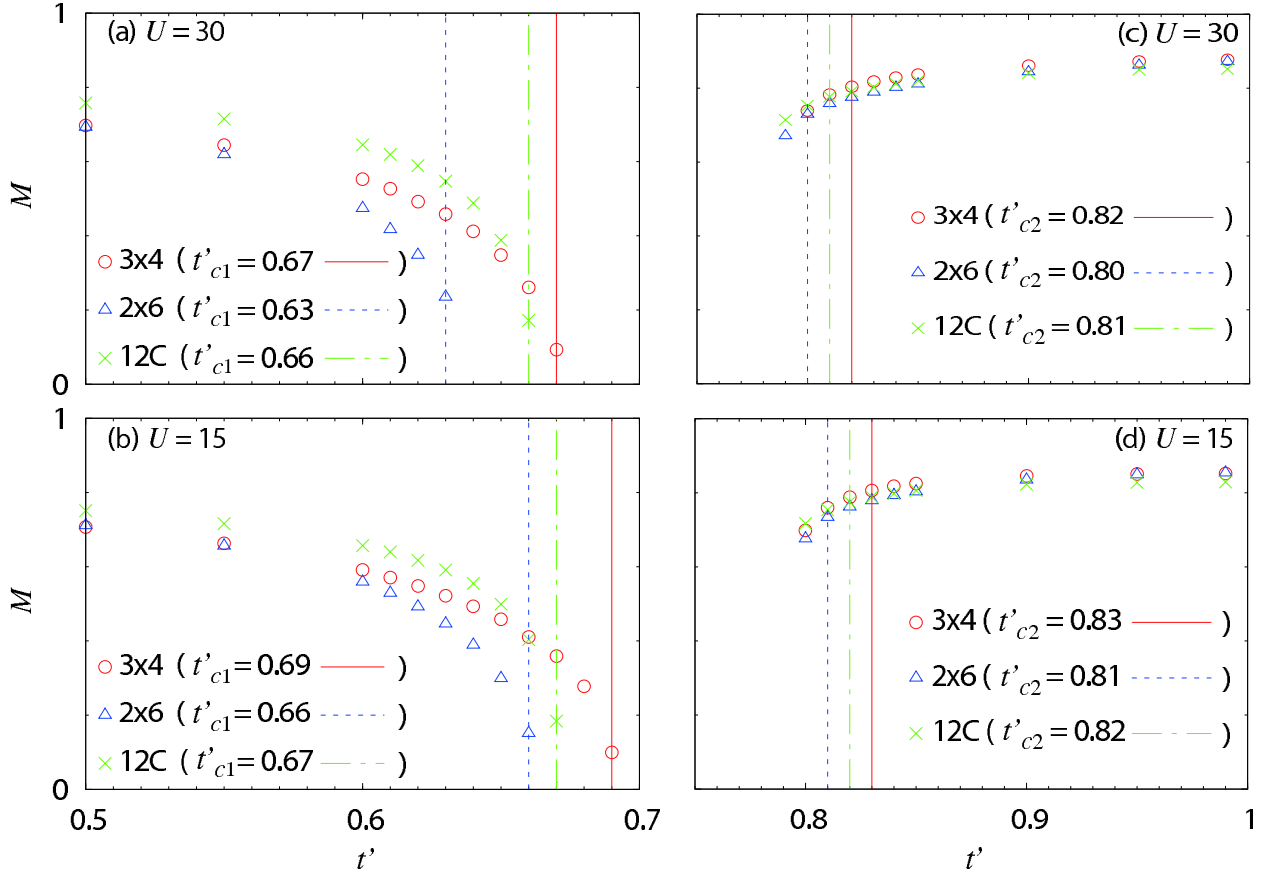 1
(a) U = 30
M
3x4 ( t'c1 = 0.67 )
2x6 ( t'c1 = 0.63 )
12C ( t'c1 = 0.66 )
0
(c) U = 30
3x4 ( t'c2 = 0.82 )
2x6 ( t'c2 = 0.80 )
12C ( t'c2 = 0.81 )
1
(b) U = 15
M
3x4 ( t'c1 = 0.69 )
2x6 ( t'c1 = 0.66 )
12C ( t'c1 = 0.67 )
0
0.5 0.6 0.7
t'
(d) U = 15
3x4 ( t'c2 = 0.83 )
2x6 ( t'c2 = 0.81 )
12C ( t'c2 = 0.82 )
0.8 0.9 1
t'